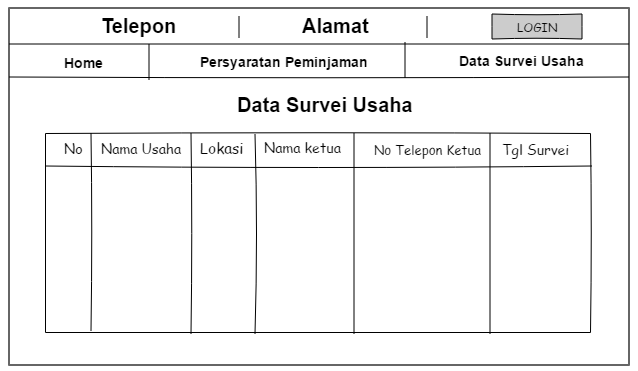 Telepon | Alamat | LOGIN
Home Persyaratan Peminjaman Data Survei Usaha
Data Survei Usaha
No Nama Usaha Lokasi Nama ketua No Telepon Ketua Tgl Survei